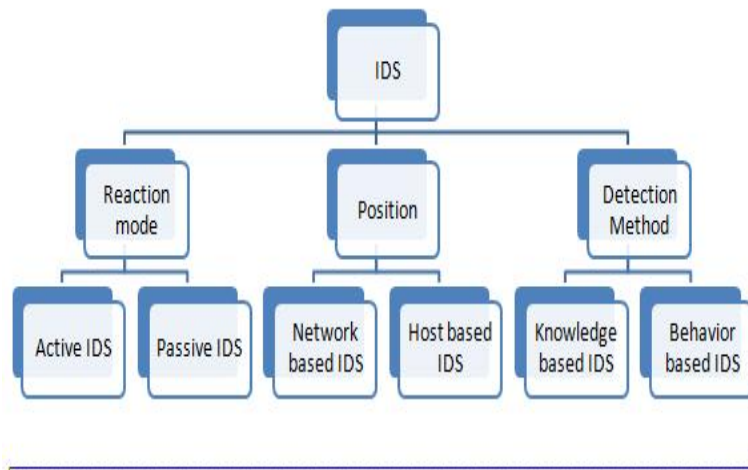 IDS
Reaction
mode
Position
Detection
Method
Active IDS
Passive IDS
Network
based IDS
Host based
IDS
Knowledge
based IDS
Behavior
based IDS